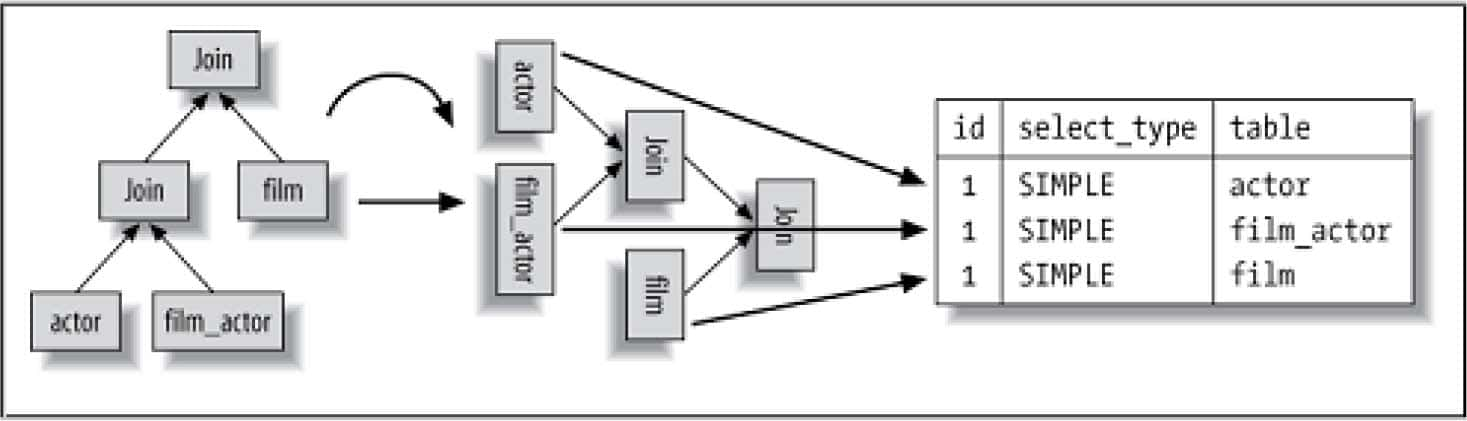 Join
Join
film
actor
film_actor
actor
film_actor
Join
film
Join
id select_type table
1 SIMPLE actor
1 SIMPLE film_actor
1 SIMPLE film